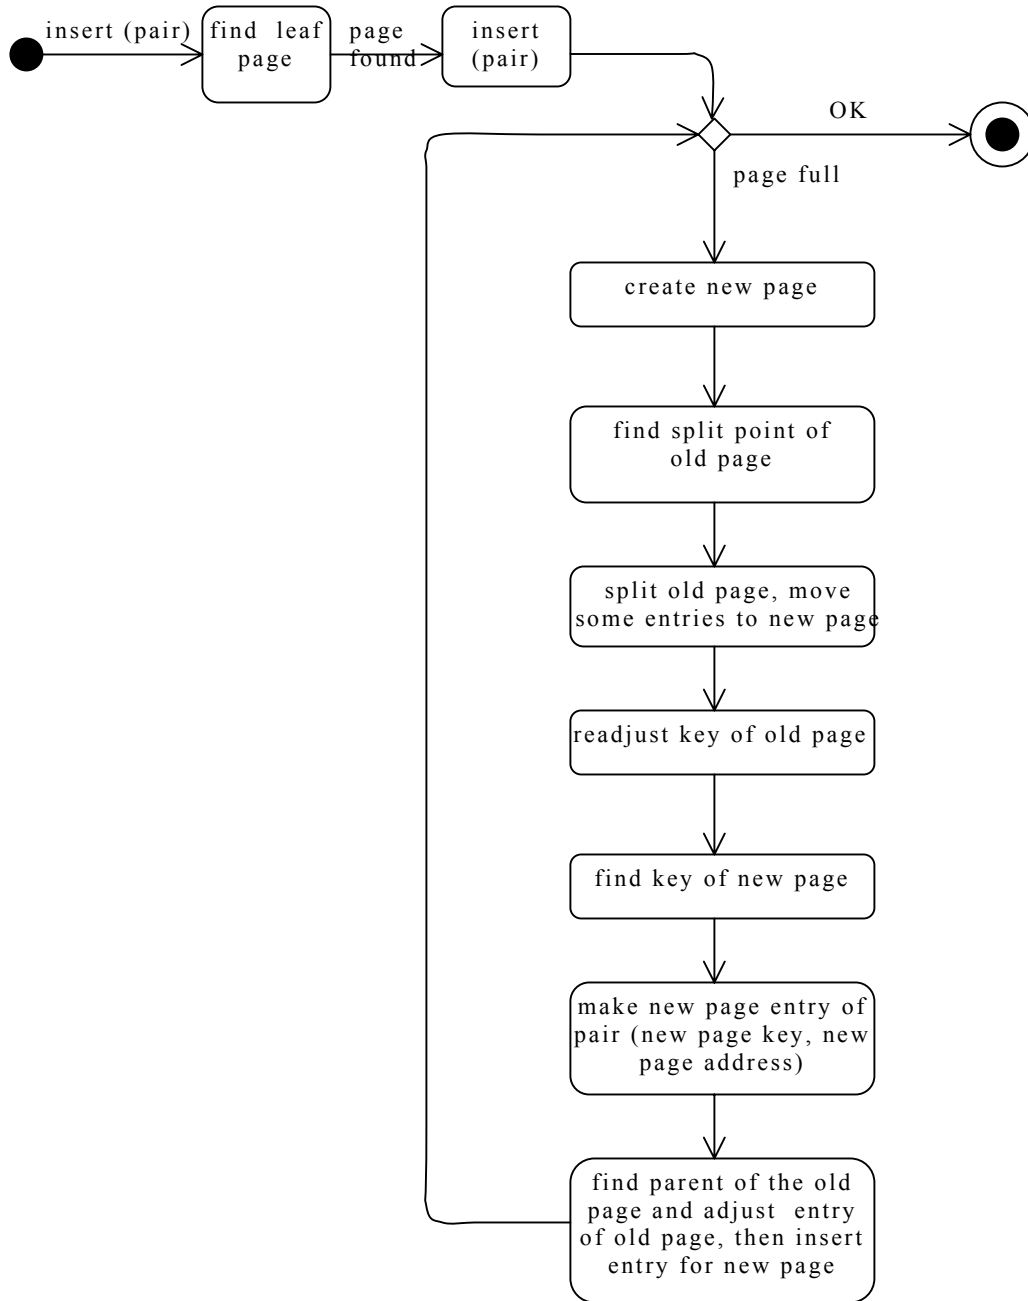 insert (pair)
find leaf
page
page
found
insert
(pair)
OK
page full
create new page
find split point of
old page
split old page, move
some entries to new page
readjust key of old page
find key of new page
make new page entry of
pair (new page key, new
page address)
find parent of the old
page and adjust entry
of old page, then insert
entry for new page